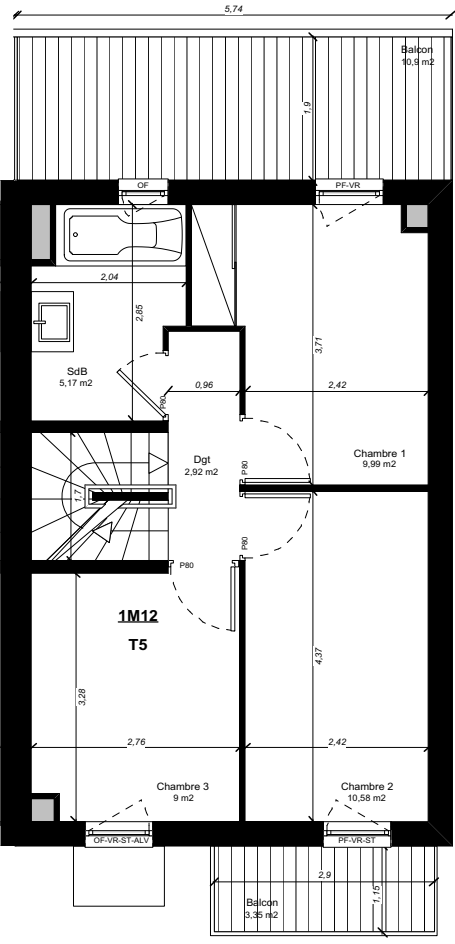 5,74
Balcon
10,9 m2
1,9
OF
PF-VR
2,04
2,85
3,71
SdB
5,17 m2
0,96
2,42
P80
Dgt
2,92 m2
Chambre 1
9,99 m2
P80
1,7
P80
P80
1M12
T5
3,28
4,37
2,76
2,42
Chambre 3
9 m2
Chambre 2
10,58 m2
OF-VR-ST-ALV
PF-VR-ST
2,9
1,15
Balcon
3,35 m2